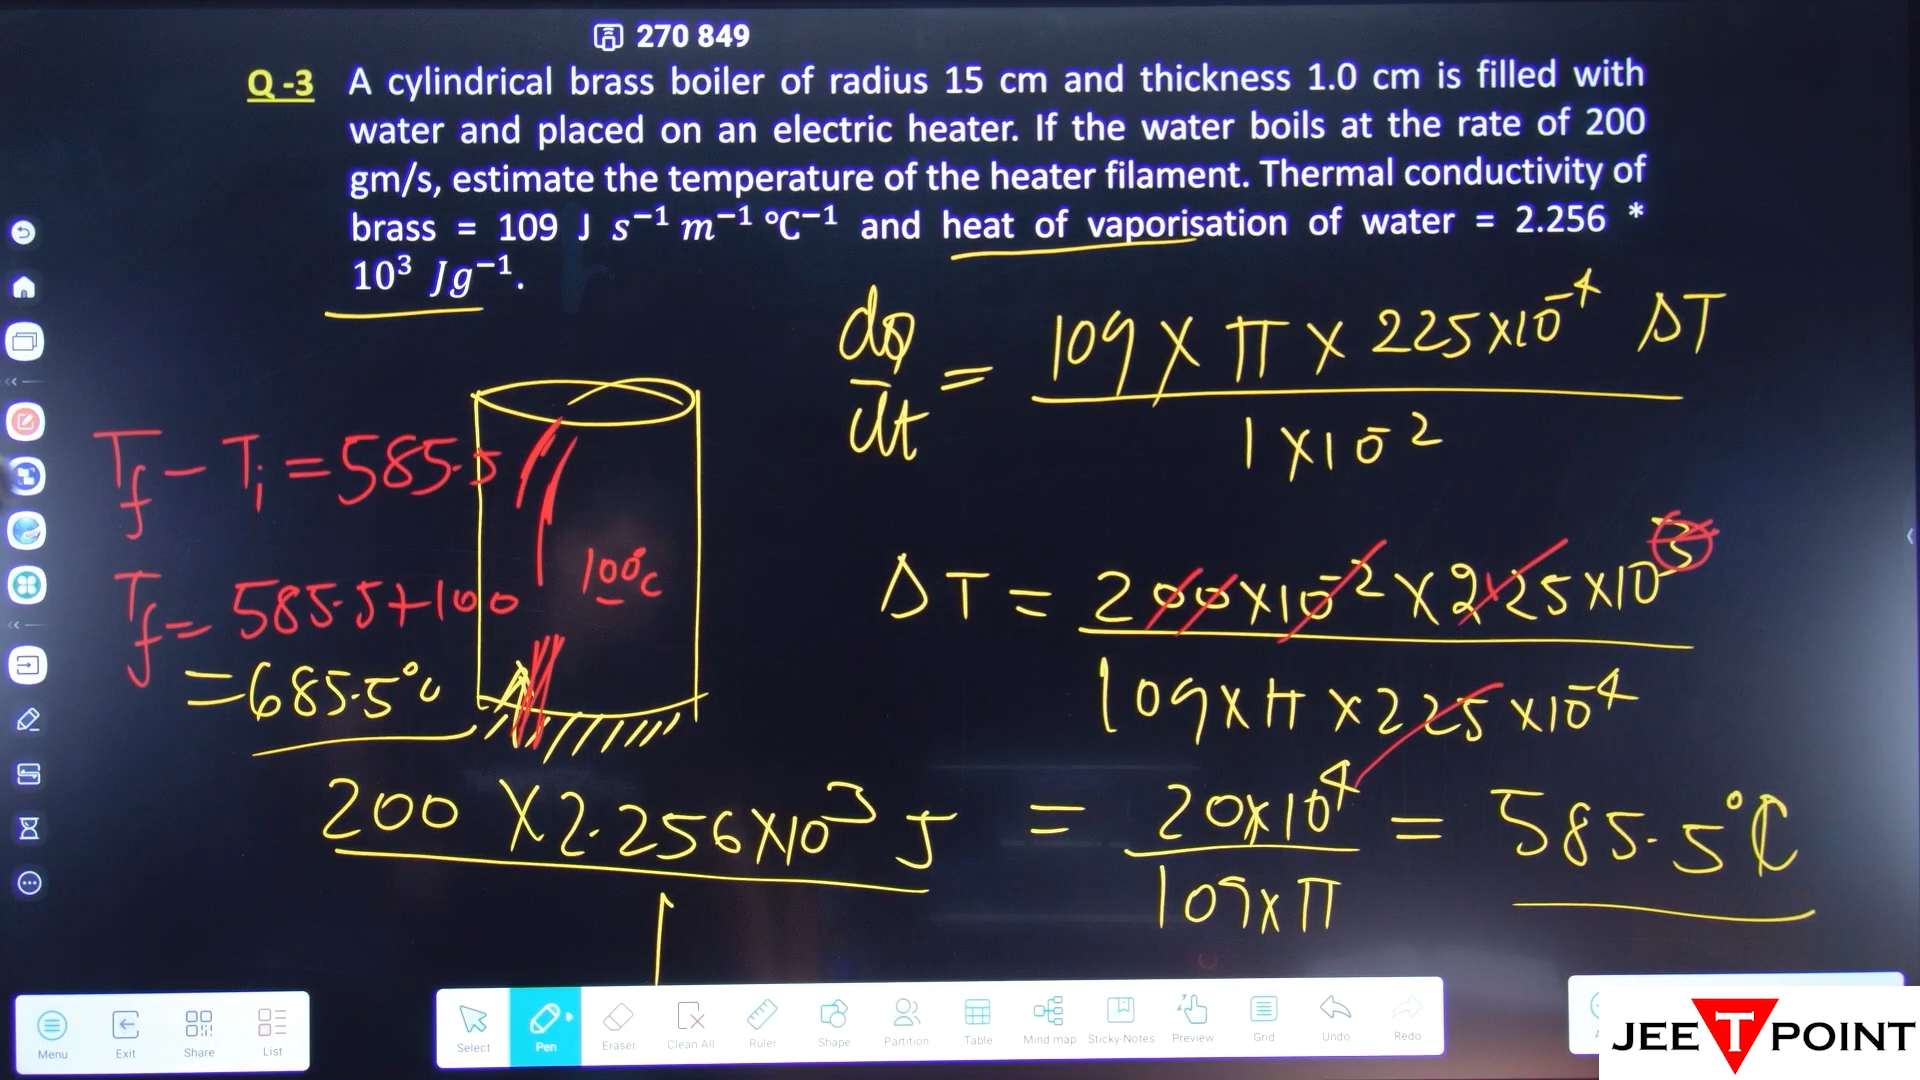 270 849
Q-3 A cylindrical brass boiler of radius 15 cm and thickness 1.0 cm is filled with
water and placed on an electric heater. If the water boils at the rate of 200
gm/s, estimate the temperature of the heater filament. Thermal conductivity of
brass = 109 J s⁻¹ m⁻¹ °C⁻¹ and heat of vaporisation of water = 2.256 *
10³ Jg⁻¹.
dQ/dt = 109 × π × 225×10⁻⁴ ΔT / 1×10⁻²
Tf − Ti = 585.5
100°C
Tf = 585.5+100
= 685.5°C
ΔT = 200×10⁻²×2.25×10³ / 109×π×225×10⁻⁴
200 × 2.256×10³ J / 1
= 20×10⁴ / 109×π = 585.5°C
Menu Exit Share List
Select Pen Eraser Clean All Ruler Shape Partition Table Mind map Sticky-Notes Preview Grid Undo Redo
JEE T POINT